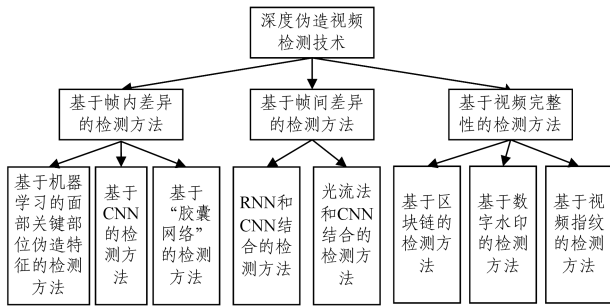 深度伪造视频
检测技术
基于帧内差异
的检测方法
基于帧间差异
的检测方法
基于视频完整
性的检测方法
基于机器
学习的面
部关键部
位伪造特
征的检测
方法
基于
CNN
的检测
方法
基于
“胶囊
网络”
的检测
方法
RNN和
CNN结
合的检
测方法
光流法
和CNN
结合的
检测方
法
基于区
块链的
检测方
法
基于数
字水印
的检测
方法
基于视
频指纹
的检测
方法